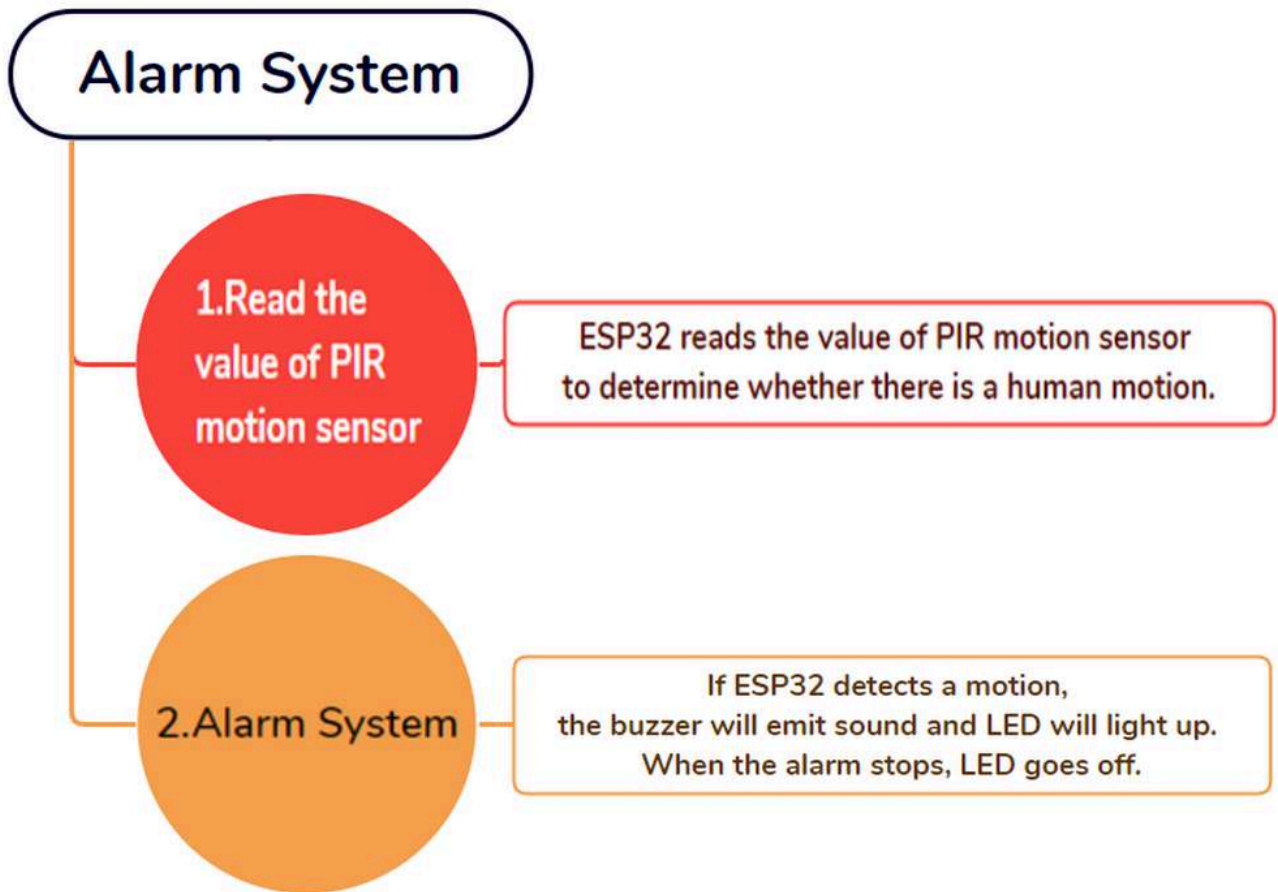 Alarm System
1.Read the
value of PIR
motion sensor
ESP32 reads the value of PIR motion sensor
to determine whether there is a human motion.
2.Alarm System
If ESP32 detects a motion,
the buzzer will emit sound and LED will light up.
When the alarm stops, LED goes off.